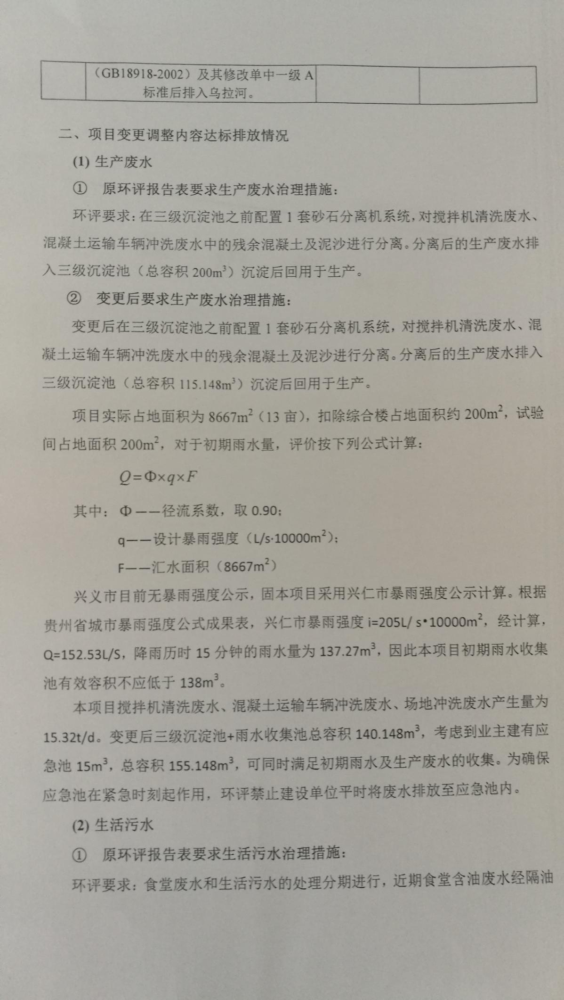 （GB18918-2002）及其修改单中一级 A
标准后排入乌拉河。
二、项目变更调整内容达标排放情况
(1) 生产废水
① 原环评报告表要求生产废水治理措施：
环评要求：在三级沉淀池之前配置 1 套砂石分离机系统，对搅拌机清洗废水、
混凝土运输车辆冲洗废水中的残余混凝土及泥沙进行分离。分离后的生产废水排
入三级沉淀池（总容积 200m³）沉淀后回用于生产。
② 变更后要求生产废水治理措施：
变更后在三级沉淀池之前配置 1 套砂石分离机系统，对搅拌机清洗废水、混
凝土运输车辆冲洗废水中的残余混凝土及泥沙进行分离。分离后的生产废水排入
三级沉淀池（总容积 115.148m³）沉淀后回用于生产。
项目实际占地面积为 8667m²（13 亩），扣除综合楼占地面积约 200m²，试验
间占地面积 200m²，对于初期雨水量，评价按下列公式计算：
Q=Φ×q×F
其中： Φ ——径流系数，取 0.90；
q——设计暴雨强度（L/s·10000m²）；
F——汇水面积（8667m²）
兴义市目前无暴雨强度公示，固本项目采用兴仁市暴雨强度公示计算。根据
贵州省城市暴雨强度公式成果表，兴仁市暴雨强度 i=205L/ s•10000m²，经计算，
Q=152.53L/S，降雨历时 15 分钟的雨水量为 137.27m³，因此本项目初期雨水收集
池有效容积不应低于 138m³。
本项目搅拌机清洗废水、混凝土运输车辆冲洗废水、场地冲洗废水产生量为
15.32t/d。变更后三级沉淀池+雨水收集池总容积 140.148m³，考虑到业主建有应
急池 15m³，总容积 155.148m³，可同时满足初期雨水及生产废水的收集。为确保
应急池在紧急时刻起作用，环评禁止建设单位平时将废水排放至应急池内。
(2) 生活污水
① 原环评报告表要求生活污水治理措施：
环评要求：食堂废水和生活污水的处理分期进行，近期食堂含油废水经隔油